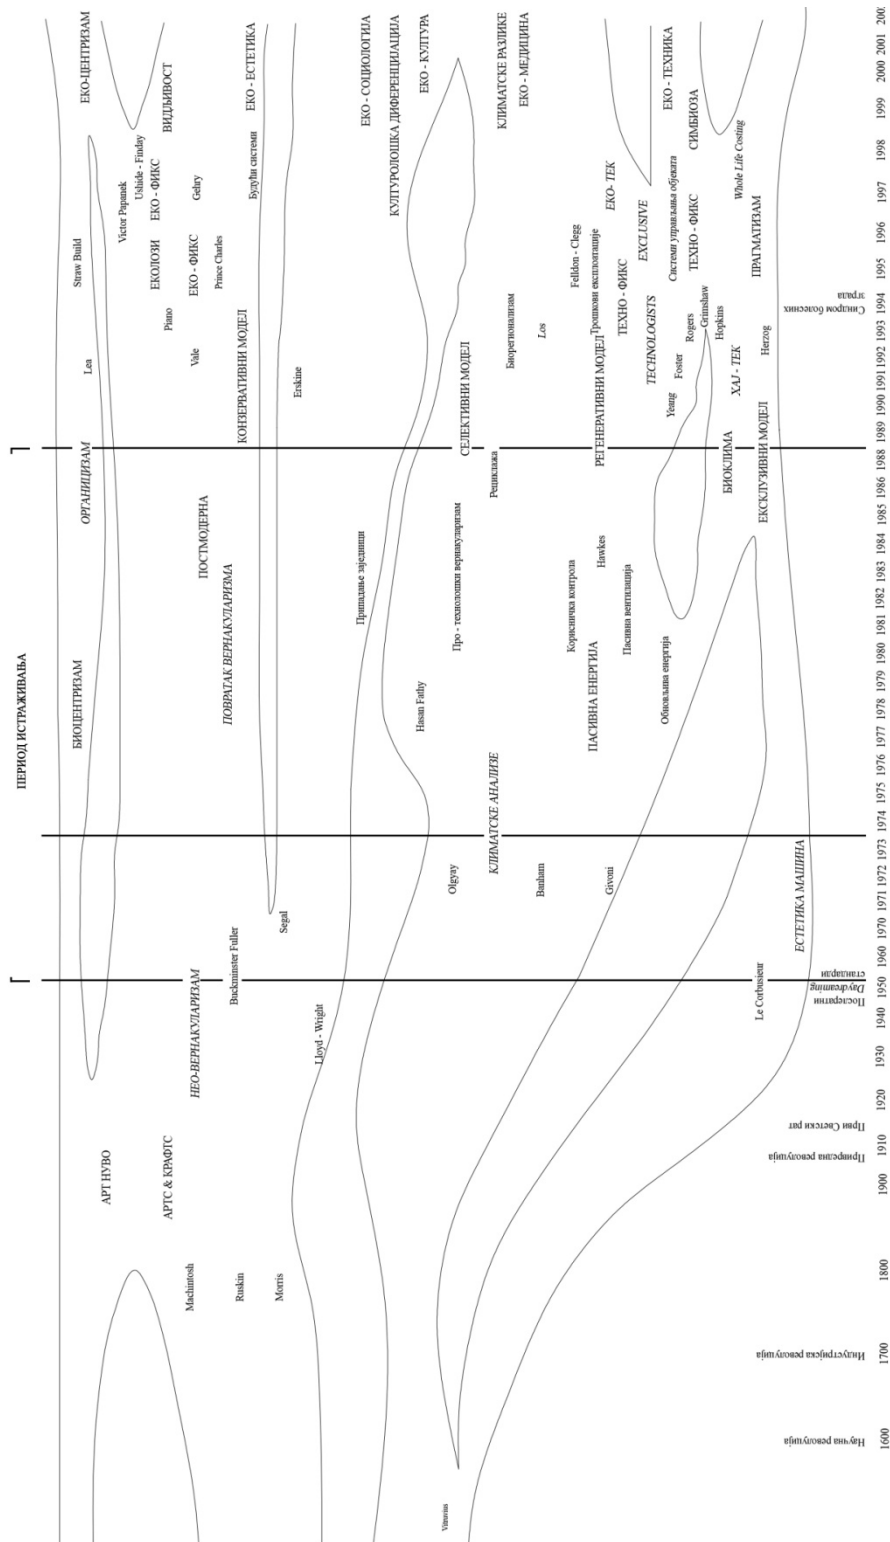 ПЕРИОД ИСТРАЖИВАЊА
БИОЦЕНТРИЗАМ
ОРГАНИЦИЗАМ
Lea
Straw Build
ЕКО-ЦЕНТРИЗАМ
АРТ НУВО
Victor Papanek
Ushide - Finday
АРТС & КРАФТС
Piano
ЕКОЛОЗИ
ЕКО - ФИКС
ВИДЉИВОСТ
Machintosh
НЕО-ВЕРНАКУЛАРИЗАМ
ПОСТМОДЕРНА
Vale
ЕКО - ФИКС
Gehry
Prince Charles
Ruskin
Buckminster Fuller
ПОВРАТАК ВЕРНАКУЛАРИЗМА
КОНЗЕРВАТИВНИ МОДЕЛ
Будући системи
ЕКО - ЕСТЕТИКА
Morris
Segal
Erskine
Lloyd - Wright
Припадање заједници
ЕКО - СОЦИОЛОГИЈА
КУЛТУРОЛОШКА ДИФЕРЕНЦИЈАЦИЈА
Hasan Fathy
ЕКО - КУЛТУРА
Vitruvius
Olgyay
Про - технолошки вернакуларизам
СЕЛЕКТИВНИ МОДЕЛ
КЛИМАТСКЕ АНАЛИЗЕ
Рециклажа
Биорегионализам
КЛИМАТСКЕ РАЗЛИКЕ
ЕКО - МЕДИЦИНА
Banham
Los
Корисничка контрола
Felldon - Clegg
ПАСИВНА ЕНЕРГИЈА
Hawkes
РЕГЕНЕРАТИВНИ МОДЕЛ
Трошкови експлоатације
Givoni
ЕКО- ТЕК
Пасивна вентилација
ТЕХНО - ФИКС
EXCLUSIVE
TECHNOLOGISTS
Обновљива енергија
Yeang
Foster
Системи управљања објеката
ЕКО - ТЕХНИКА
Rogers
ТЕХНО - ФИКС
СИМБИОЗА
Grimshaw
Hopkins
БИОКЛИМА
ХАЈ - ТЕК
Whole Life Costing
Le Corbusieur
ЕКСКЛУЗИВНИ МОДЕЛ
Herzog
ПРАГМАТИЗАМ
ЕСТЕТИКА МАШИНА
Научна револуција
Индустријска револуција
Привредна револуција
Први Светски рат
Послератни
Daydreaming
стандарди
Синдром болесних
зграда
1600 1700 1800 1900 1910 1920 1930 1940 1950 1960 1970 1971 1972 1973 1974 1975 1976 1977 1978 1979 1980 1981 1982 1983 1984 1985 1986 1988 1989 1990 1991 1992 1993 1994 1995 1996 1997 1998 1999 2000 2001